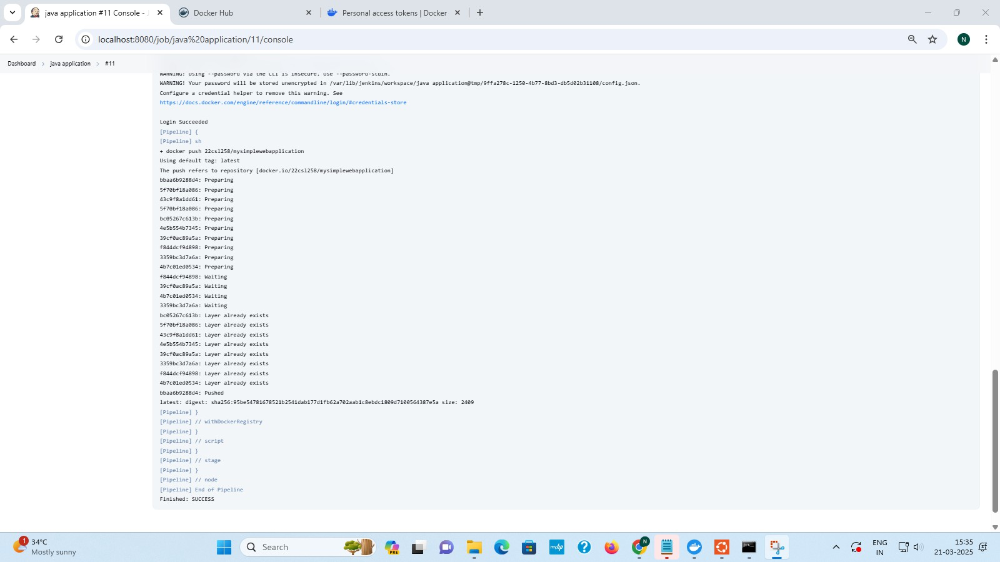 java application #11 Console - J
Docker Hub
Personal access tokens | Docker
localhost:8080/job/java%20application/11/console
N
Dashboard
java application
#11
WARNING! Using --password via the CLI is insecure. Use --password-stdin.
WARNING! Your password will be stored unencrypted in /var/lib/jenkins/workspace/java application@tmp/9ffa278c-1250-4b77-8bd3-db5d02b31108/config.json.
Configure a credential helper to remove this warning. See
https://docs.docker.com/engine/reference/commandline/login/#credentials-store
Login Succeeded
[Pipeline] {
[Pipeline] sh
+ docker push 22csl258/mysimplewebapplication
Using default tag: latest
The push refers to repository [docker.io/22csl258/mysimplewebapplication]
bbaa6b9288d4: Preparing
5f70bf18a086: Preparing
43c9f8a1dd61: Preparing
5f70bf18a086: Preparing
bc05267c613b: Preparing
4e5b554b7345: Preparing
39cf0ac89a5a: Preparing
f844dcf94898: Preparing
3359bc3d7a6a: Preparing
4b7c01ed0534: Preparing
f844dcf94898: Waiting
39cf0ac89a5a: Waiting
4b7c01ed0534: Waiting
3359bc3d7a6a: Waiting
bc05267c613b: Layer already exists
5f70bf18a086: Layer already exists
43c9f8a1dd61: Layer already exists
4e5b554b7345: Layer already exists
39cf0ac89a5a: Layer already exists
3359bc3d7a6a: Layer already exists
f844dcf94898: Layer already exists
4b7c01ed0534: Layer already exists
bbaa6b9288d4: Pushed
latest: digest: sha256:95be54781678521b2541dab177d1fb62a702aab1c8ebdc1809d7100564387e5a size: 2409
[Pipeline] }
[Pipeline] // withDockerRegistry
[Pipeline] }
[Pipeline] // script
[Pipeline] }
[Pipeline] // stage
[Pipeline] }
[Pipeline] // node
[Pipeline] End of Pipeline
Finished: SUCCESS
1
34°C
Mostly sunny
Search
PRE
myhp
N
ENG
IN
15:35
21-03-2025